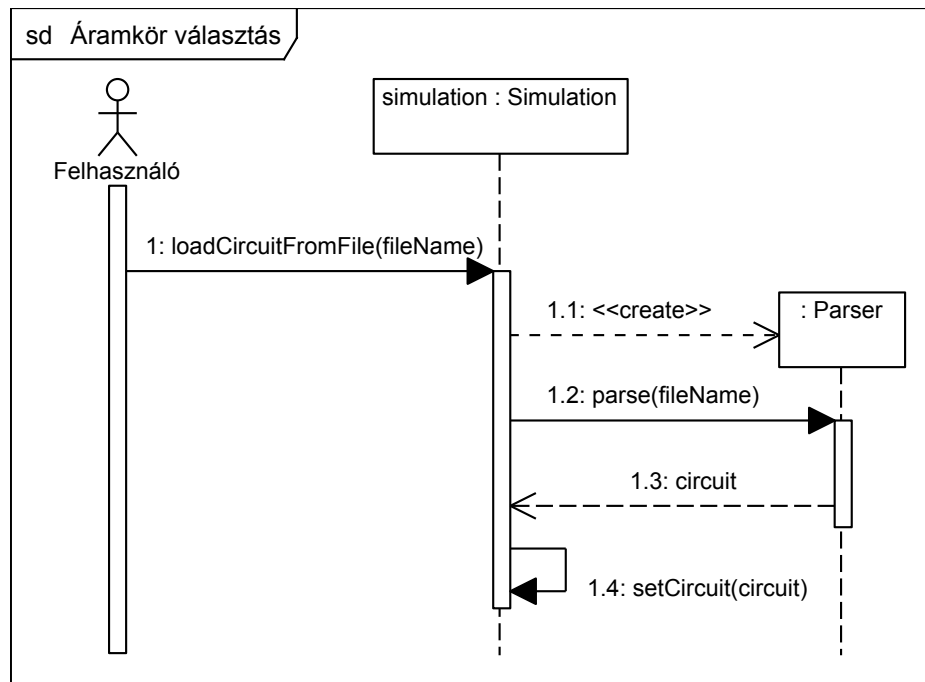 sd Áramkör választás
simulation : Simulation
Felhasználó
1: loadCircuitFromFile(fileName)
1.1: <<create>>
: Parser
1.2: parse(fileName)
1.3: circuit
1.4: setCircuit(circuit)